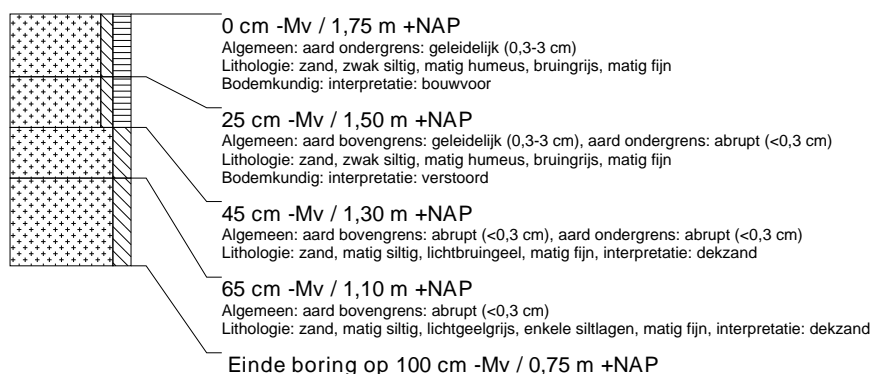 0 cm -Mv / 1,75 m +NAP
Algemeen: aard ondergrens: geleidelijk (0,3-3 cm)
Lithologie: zand, zwak siltig, matig humeus, bruingrijs, matig fijn
Bodemkundig: interpretatie: bouwvoor
25 cm -Mv / 1,50 m +NAP
Algemeen: aard bovengrens: geleidelijk (0,3-3 cm), aard ondergrens: abrupt (<0,3 cm)
Lithologie: zand, zwak siltig, matig humeus, bruingrijs, matig fijn
Bodemkundig: interpretatie: verstoord
45 cm -Mv / 1,30 m +NAP
Algemeen: aard bovengrens: abrupt (<0,3 cm), aard ondergrens: abrupt (<0,3 cm)
Lithologie: zand, matig siltig, lichtbruingeel, matig fijn, interpretatie: dekzand
65 cm -Mv / 1,10 m +NAP
Algemeen: aard bovengrens: abrupt (<0,3 cm)
Lithologie: zand, matig siltig, lichtgeelgrijs, enkele siltlagen, matig fijn, interpretatie: dekzand
Einde boring op 100 cm -Mv / 0,75 m +NAP